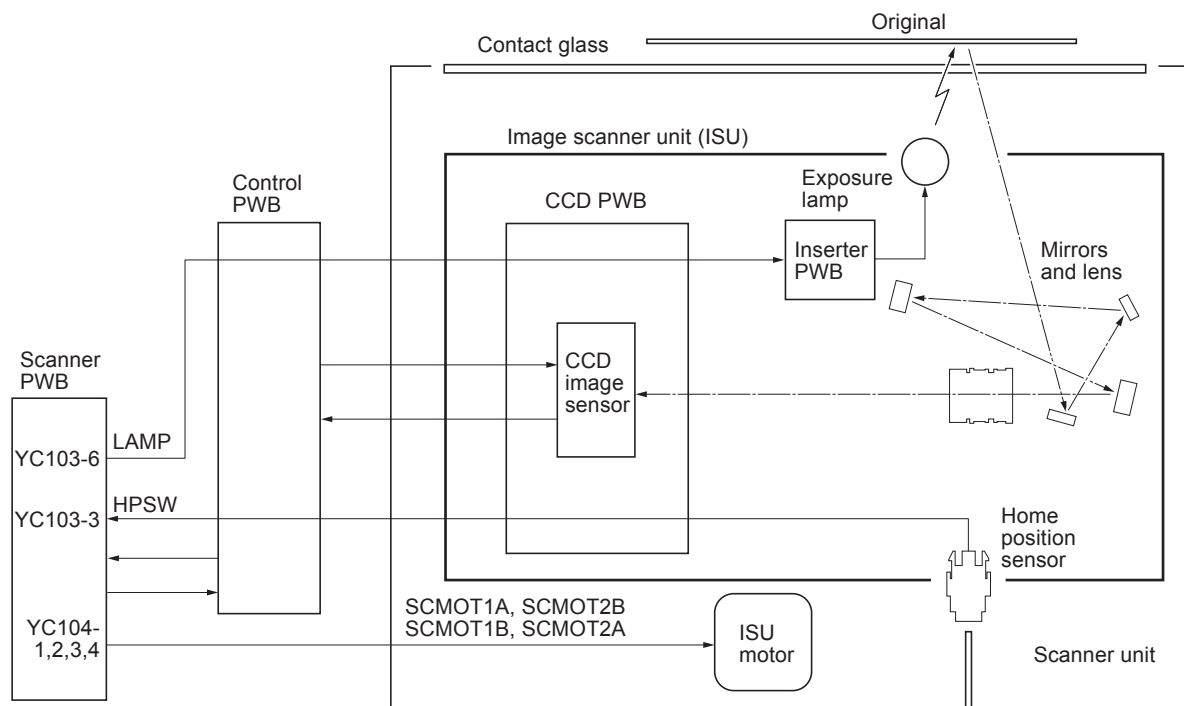 Original
Contact glass
Image scanner unit (ISU)
Control
PWB
CCD PWB
Exposure
lamp
Inserter
PWB
Mirrors
and lens
Scanner
PWB
CCD
image
sensor
LAMP
YC103-6
HPSW
YC103-3
Home
position
sensor
SCMOT1A, SCMOT2B
SCMOT1B, SCMOT2A
YC104-
1,2,3,4
ISU
motor
Scanner unit